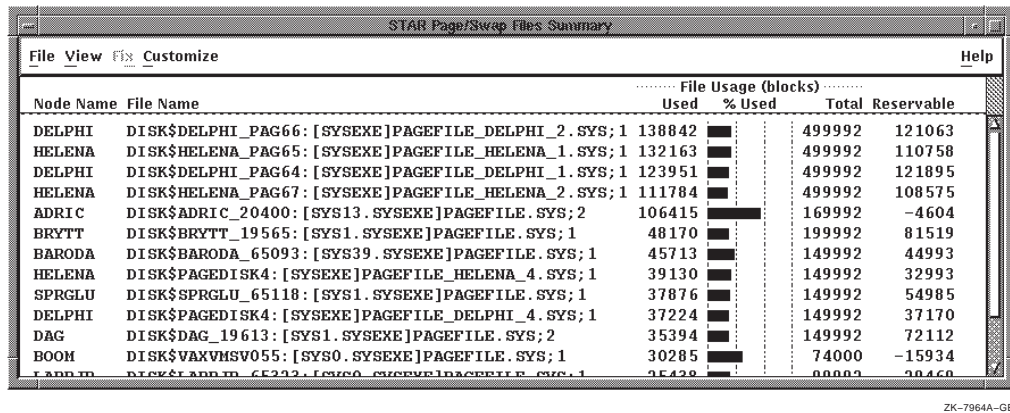 STAR Page/Swap Files Summary
File View Fix Customize Help
File Usage (blocks)
Node Name File Name Used % Used Total Reservable
DELPHI DISK$DELPHI_PAG66:[SYSEXE]PAGEFILE_DELPHI_2.SYS;1 138842 499992 121063
HELENA DISK$HELENA_PAG65:[SYSEXE]PAGEFILE_HELENA_1.SYS;1 132163 499992 110758
DELPHI DISK$DELPHI_PAG64:[SYSEXE]PAGEFILE_DELPHI_1.SYS;1 123951 499992 121895
HELENA DISK$HELENA_PAG67:[SYSEXE]PAGEFILE_HELENA_2.SYS;1 111784 499992 108575
ADRIC DISK$ADRIC_20400:[SYS13.SYSEXE]PAGEFILE.SYS;2 106415 169992 -4604
BRYTT DISK$BRYTT_19565:[SYS1.SYSEXE]PAGEFILE.SYS;1 48170 199992 81519
BARODA DISK$BARODA_65093:[SYS39.SYSEXE]PAGEFILE.SYS;1 45713 149992 44993
HELENA DISK$PAGEDISK4:[SYSEXE]PAGEFILE_HELENA_4.SYS;1 39130 149992 32993
SPRGLU DISK$SPRGLU_65118:[SYS1.SYSEXE]PAGEFILE.SYS;1 37876 149992 54985
DELPHI DISK$PAGEDISK4:[SYSEXE]PAGEFILE_DELPHI_4.SYS;1 37224 149992 37170
DAG DISK$DAG_19613:[SYS1.SYSEXE]PAGEFILE.SYS;2 35394 149992 72112
BOOM DISK$VAXVMSV055:[SYS0.SYSEXE]PAGEFILE.SYS;1 30285 74000 -15934
ZK-7964A-GE